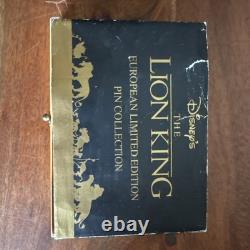 DISNEY'S
THE
LION KING
EUROPEAN LIMITED EDITION
PIN COLLECTION